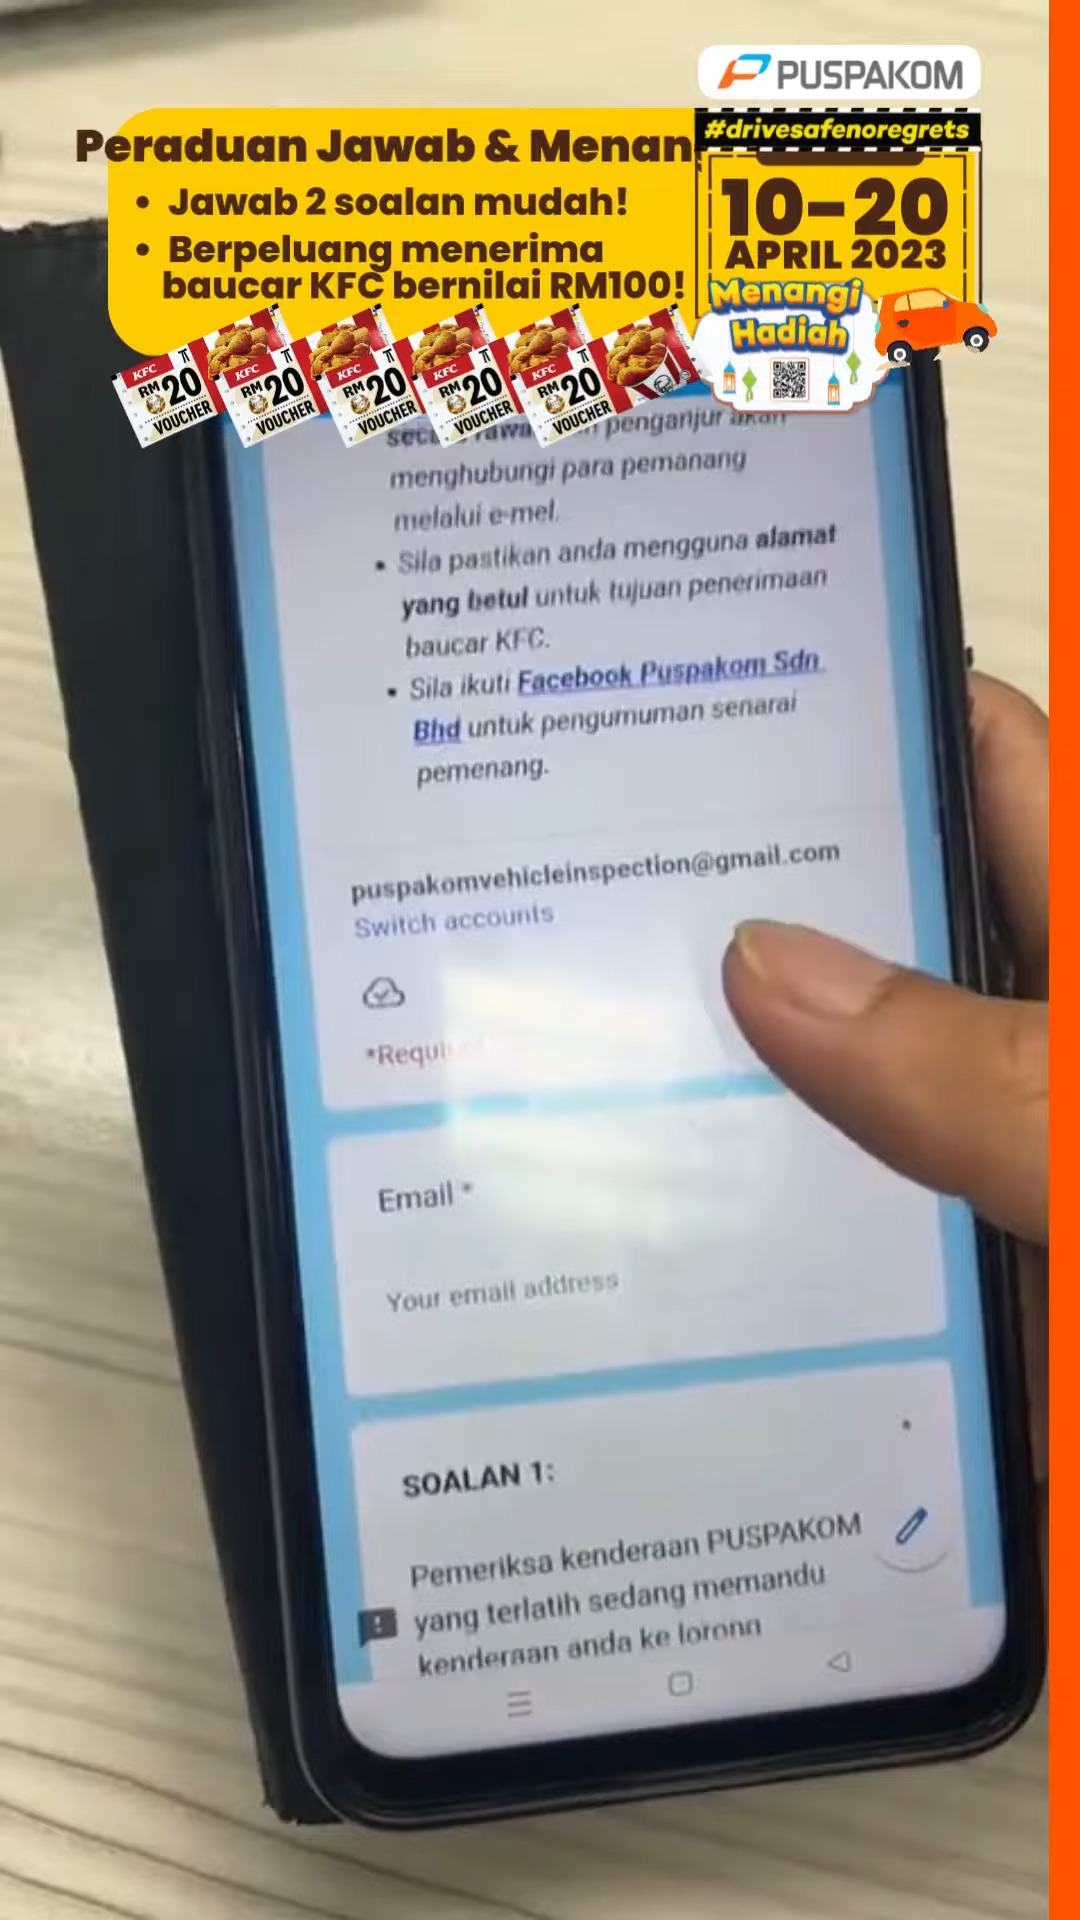 PUSPAKOM
#drivesafenoregrets
Peraduan Jawab & Menan
• Jawab 2 soalan mudah!
• Berpeluang menerima
baucar KFC bernilai RM100!
10-20
APRIL 2023
Menangi
Hadiah
KFC
RM20
VOUCHER
KFC
RM20
VOUCHER
KFC
RM20
VOUCHER
KFC
RM20
VOUCHER
KFC
RM20
VOUCHER
penganjur akan
menghubungi para pemanang
melalui e-mel.
• Sila pastikan anda mengguna alamat
yang betul untuk tujuan penerimaan
baucar KFC.
• Sila ikuti Facebook Puspakom Sdn
Bhd untuk pengumuman senarai
pemenang.
puspakomvehicleinspection@gmail.com
Switch accounts
Email *
Your email address
SOALAN 1:
Pemeriksa kenderaan PUSPAKOM
yang terlatih sedang memandu
kenderaan anda ke lorong